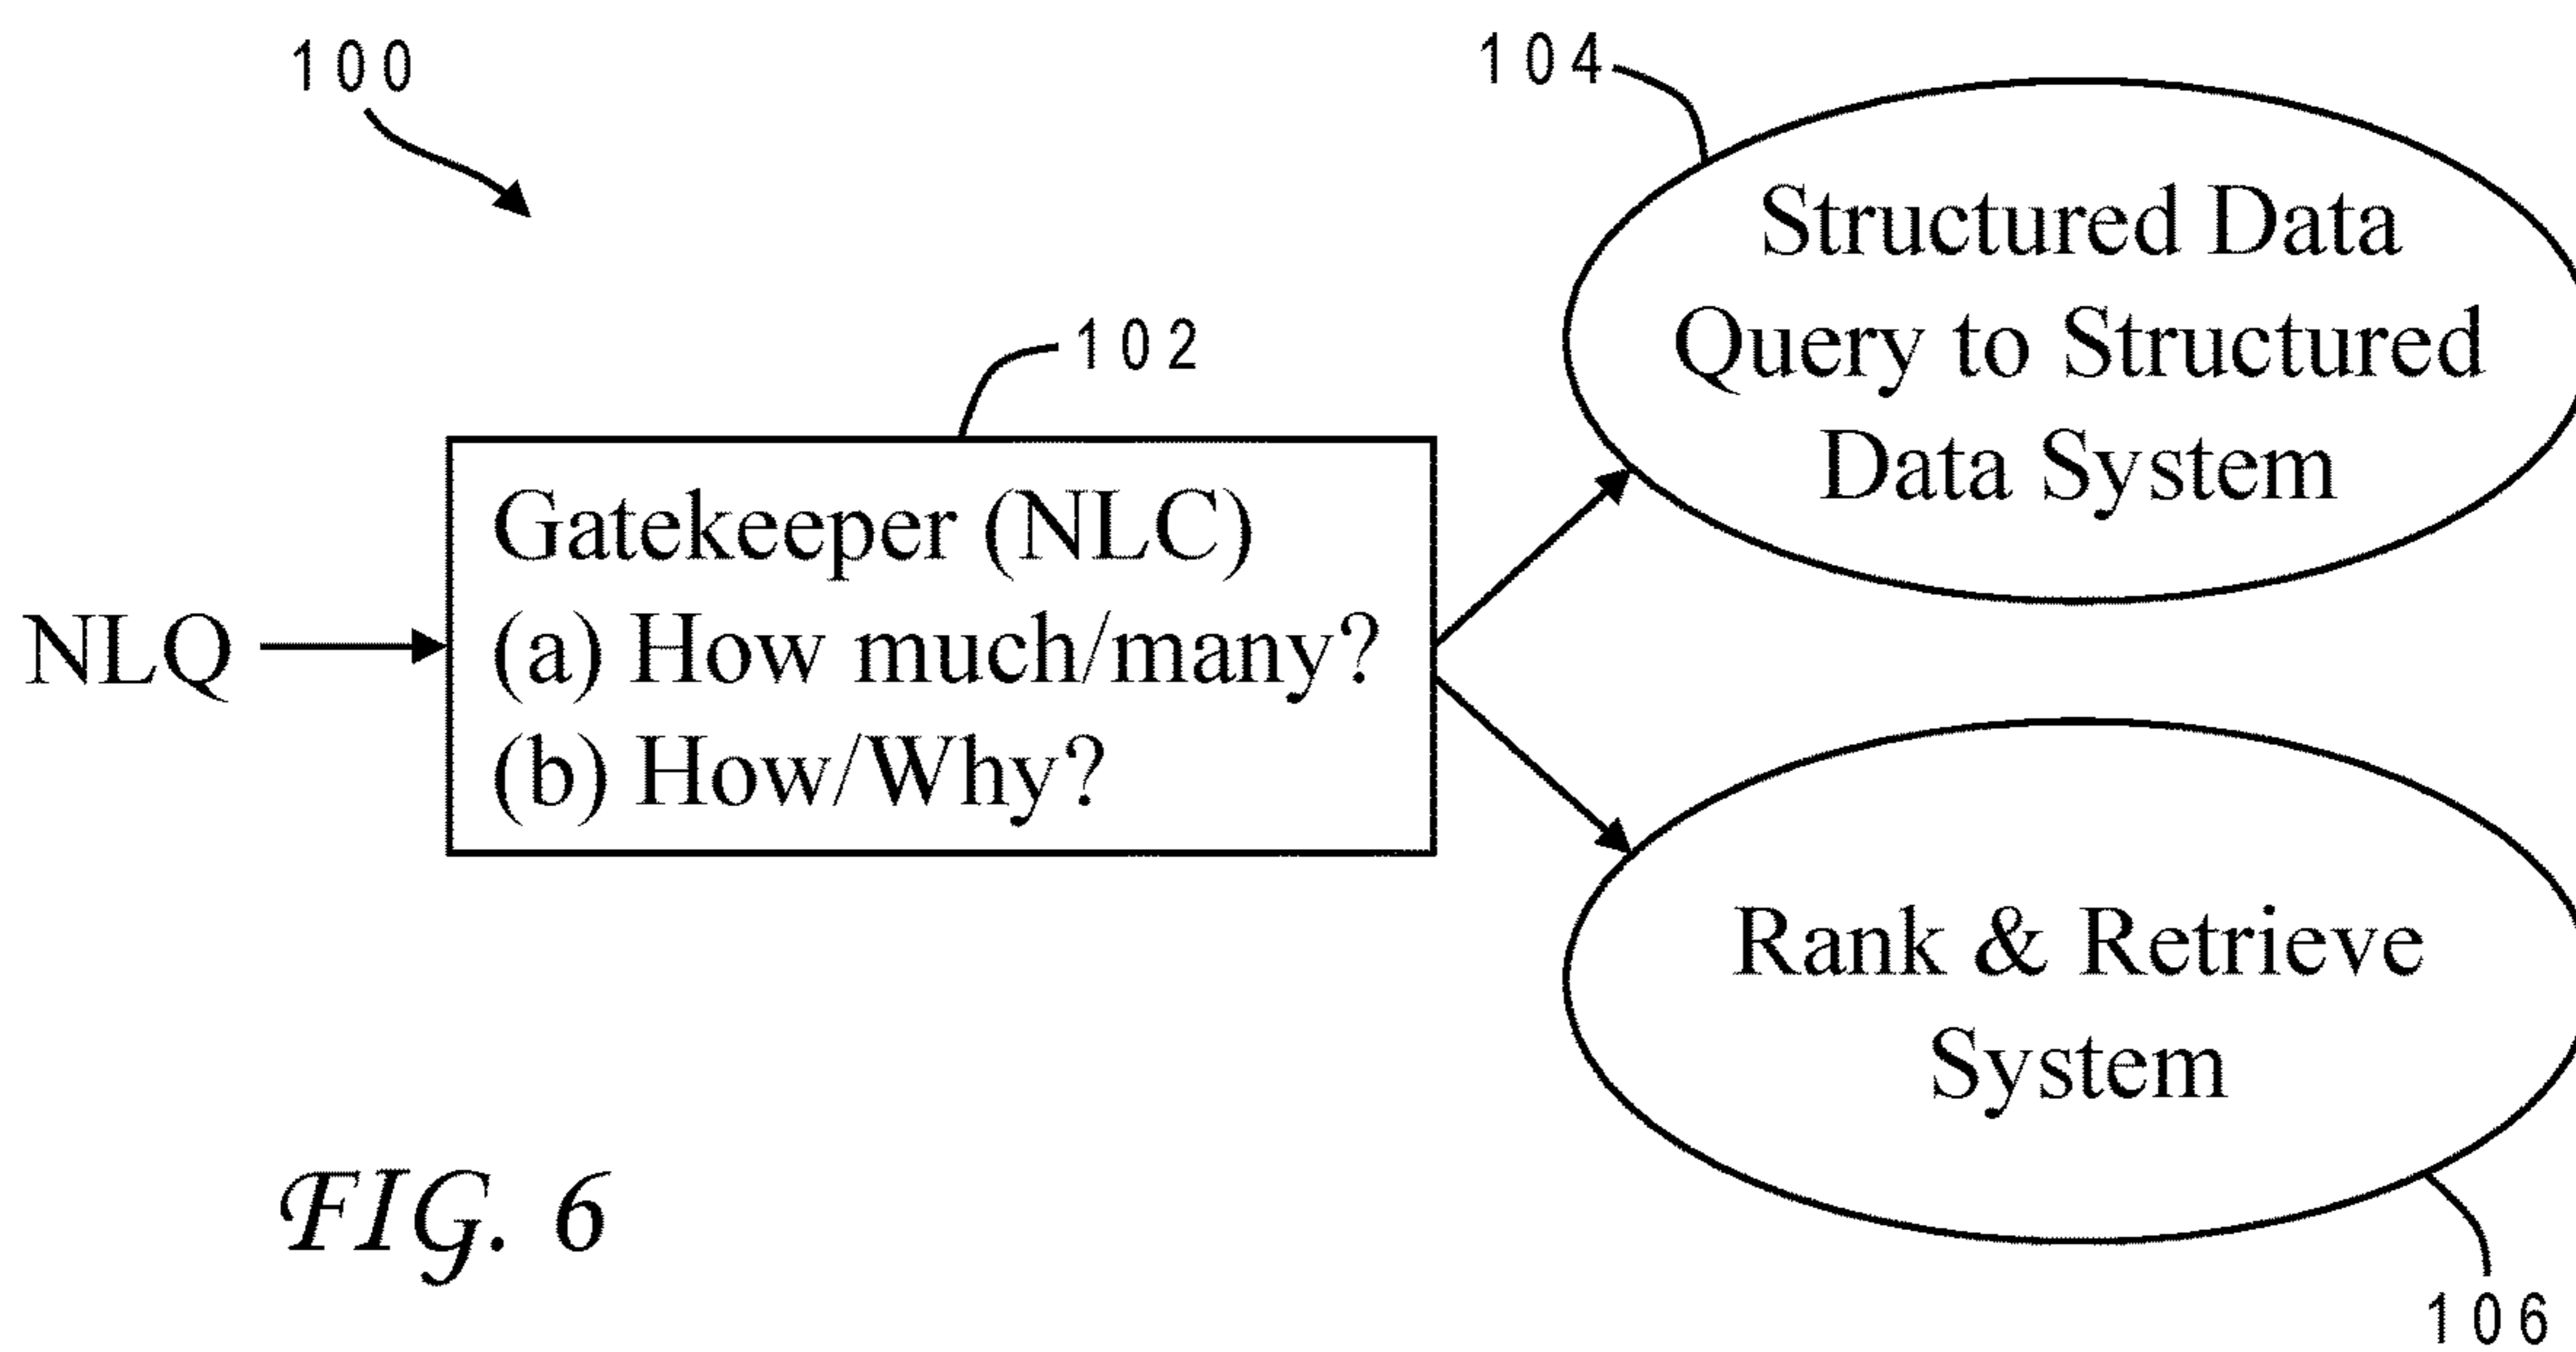 100
104
Structured Data
Query to Structured
Data System
102
Gatekeeper (NLC)
(a) How much/many?
(b) How/Why?
NLQ
Rank & Retrieve
System
106
FIG. 6